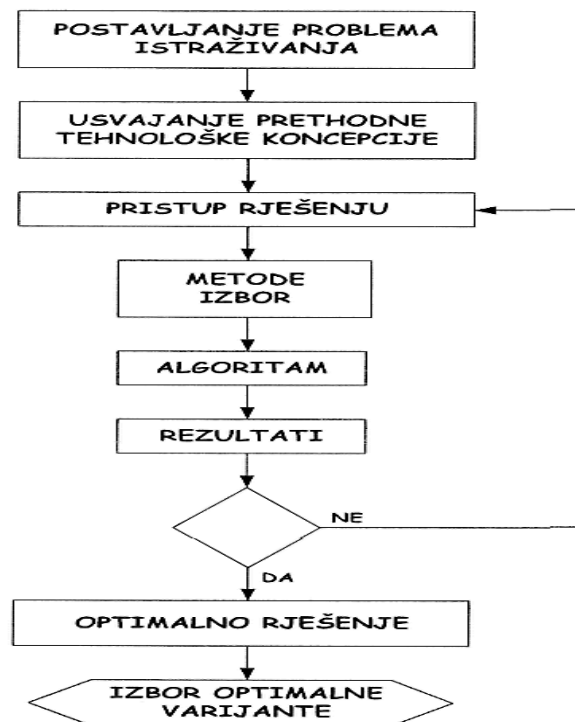 POSTAVLJANJE PROBLEMA
ISTRAŽIVANJA
USVAJANJE PRETHODNE
TEHNOLOŠKE KONCEPCIJE
PRISTUP RJEŠENJU
METODE
IZBOR
ALGORITAM
REZULTATI
NE
DA
OPTIMALNO RJEŠENJE
IZBOR OPTIMALNE
VARIJANTE